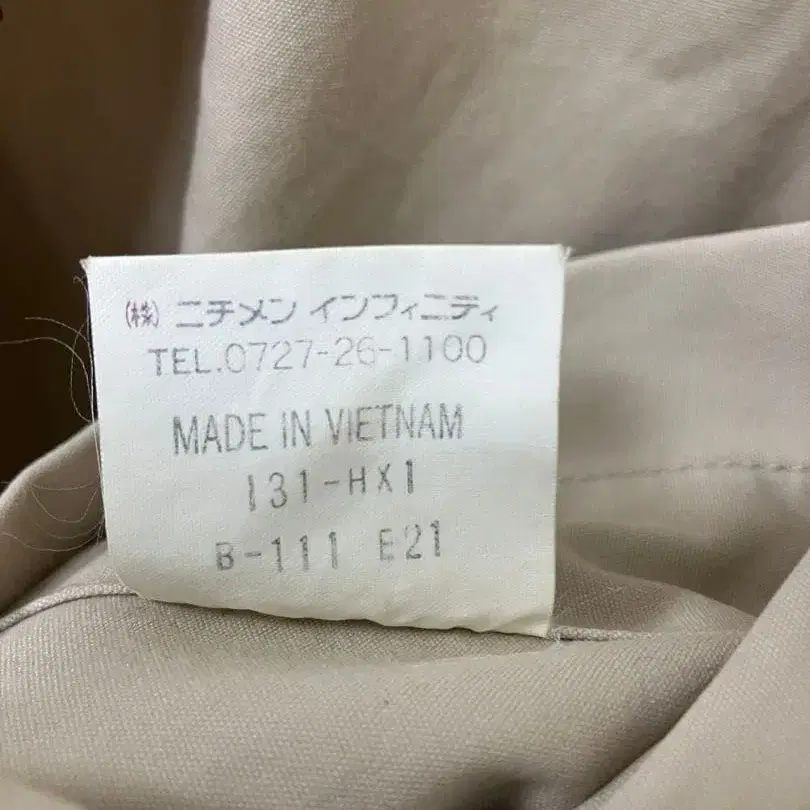 (株) ニチメン インフィニティ
TEL.0727-26-1100
MADE IN VIETNAM
131-HX1
B-111 E21